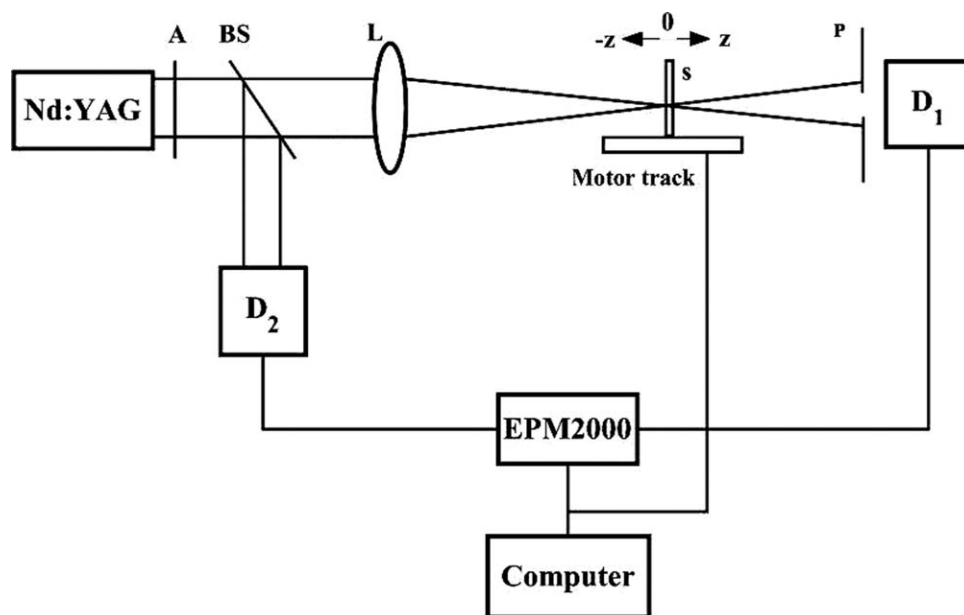 A
BS
L
0
-z
z
P
Nd:YAG
s
D1
Motor track
D2
EPM2000
Computer